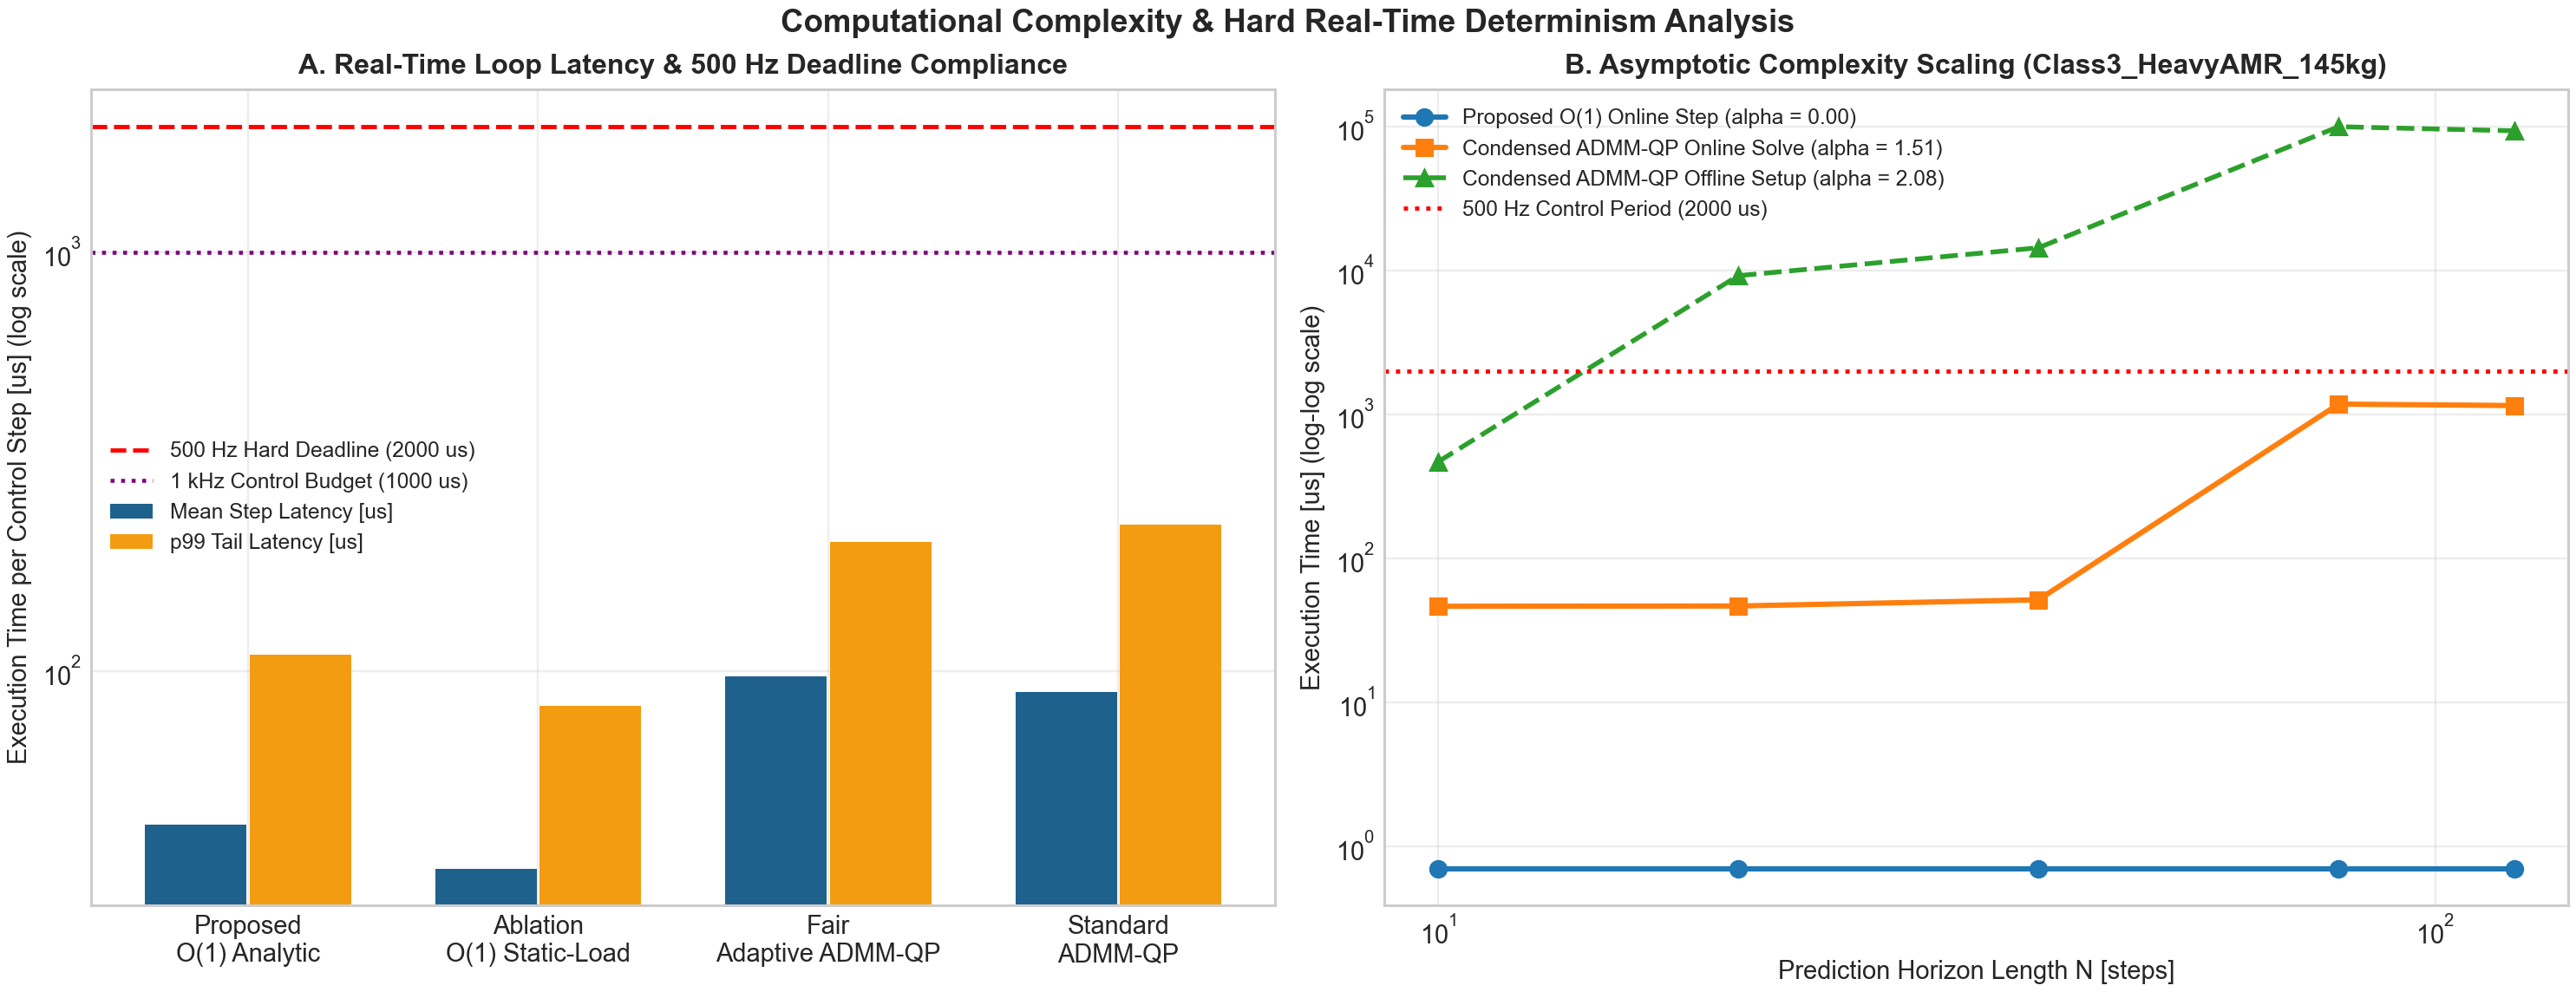 Computational Complexity & Hard Real-Time Determinism Analysis
A. Real-Time Loop Latency & 500 Hz Deadline Compliance
Execution Time per Control Step [us] (log scale)
10^3
10^2
500 Hz Hard Deadline (2000 us)
1 kHz Control Budget (1000 us)
Mean Step Latency [us]
p99 Tail Latency [us]
Proposed
O(1) Analytic
Ablation
O(1) Static-Load
Fair
Adaptive ADMM-QP
Standard
ADMM-QP
B. Asymptotic Complexity Scaling (Class3_HeavyAMR_145kg)
Execution Time [us] (log-log scale)
10^5
10^4
10^3
10^2
10^1
10^0
Proposed O(1) Online Step (alpha = 0.00)
Condensed ADMM-QP Online Solve (alpha = 1.51)
Condensed ADMM-QP Offline Setup (alpha = 2.08)
500 Hz Control Period (2000 us)
10^1
10^2
Prediction Horizon Length N [steps]